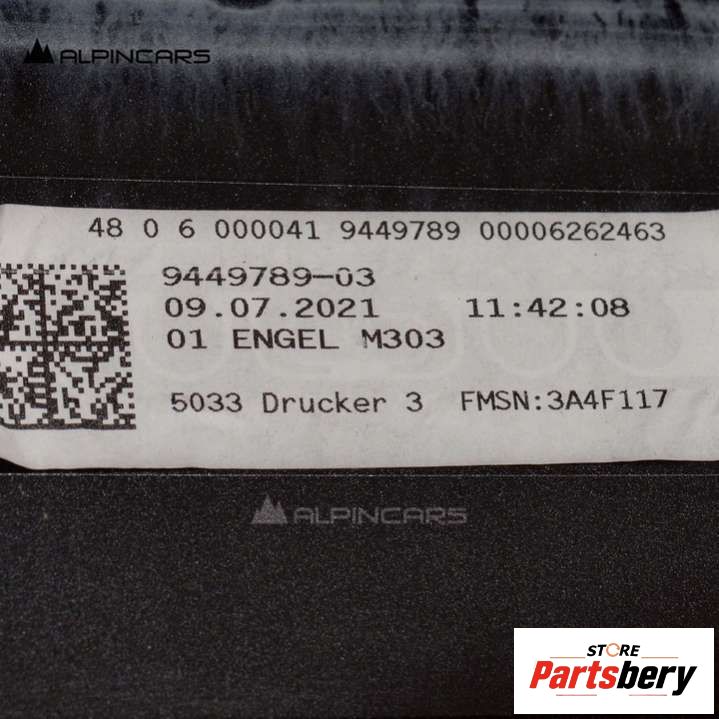 ALPINCARS
48 0 6 000041 9449789 00006262463
9449789-03
09.07.2021 11:42:08
01 ENGEL M303
5033 Drucker 3 FMSN:3A4F117
ALPINCARS
STORE
Partsbery